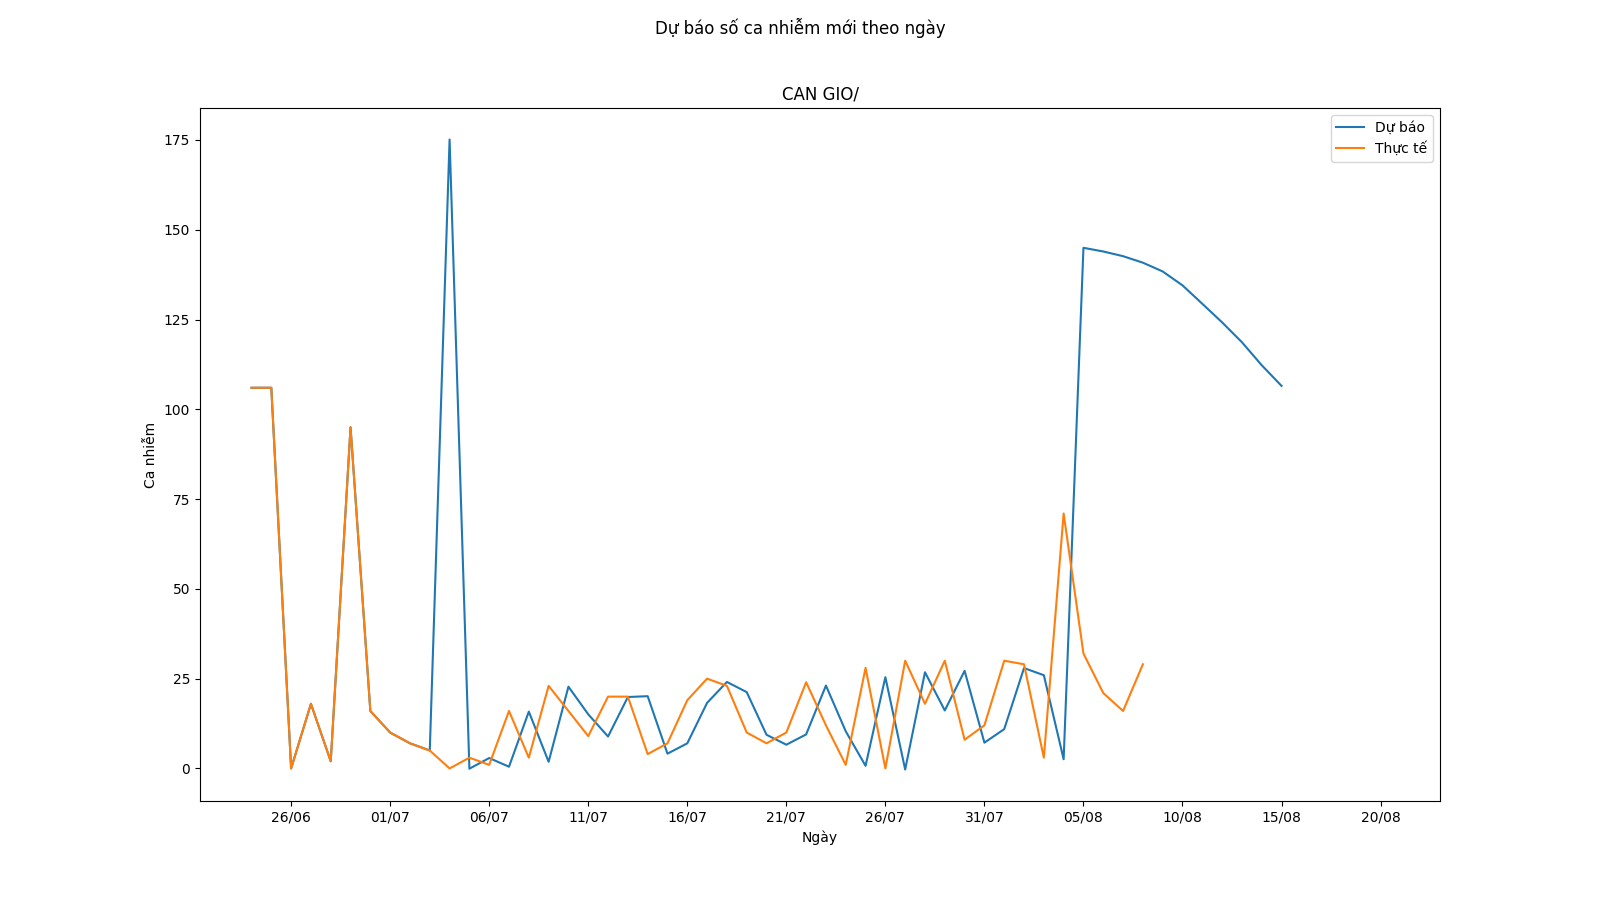 Dự báo số ca nhiễm mới theo ngày
CAN GIO/
Dự báo
Thực tế
175
150
125
100
75
50
25
0
Ca nhiễm
26/06 01/07 06/07 11/07 16/07 21/07 26/07 31/07 05/08 10/08 15/08 20/08
Ngày